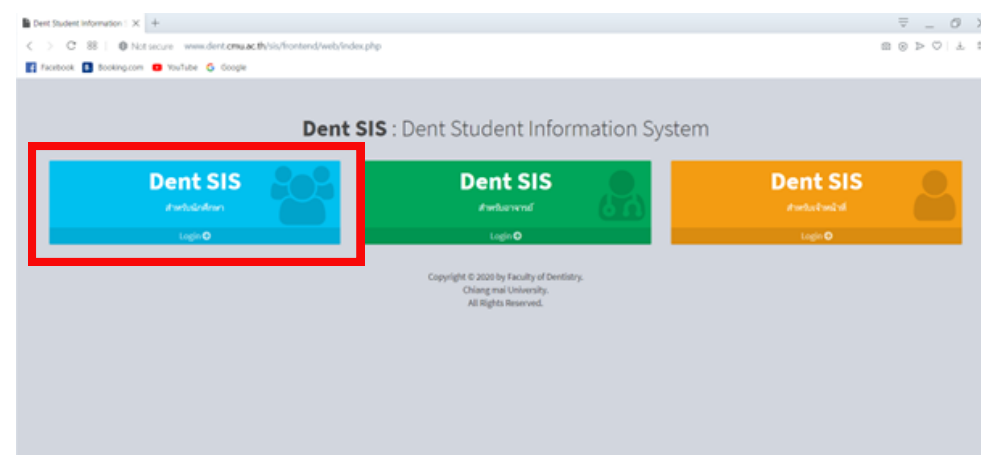 Dent Student Information S
Not secure www.dent.cmu.ac.th/sis/frontend/web/index.php
Facebook Booking.com YouTube Google
Dent SIS : Dent Student Information System
Dent SIS
สำหรับนักศึกษา
Login
Dent SIS
สำหรับอาจารย์
Login
Dent SIS
สำหรับเจ้าหน้าที่
Login
Copyright © 2020 by Faculty of Dentistry.
Chiang mai University.
All Rights Reserved.